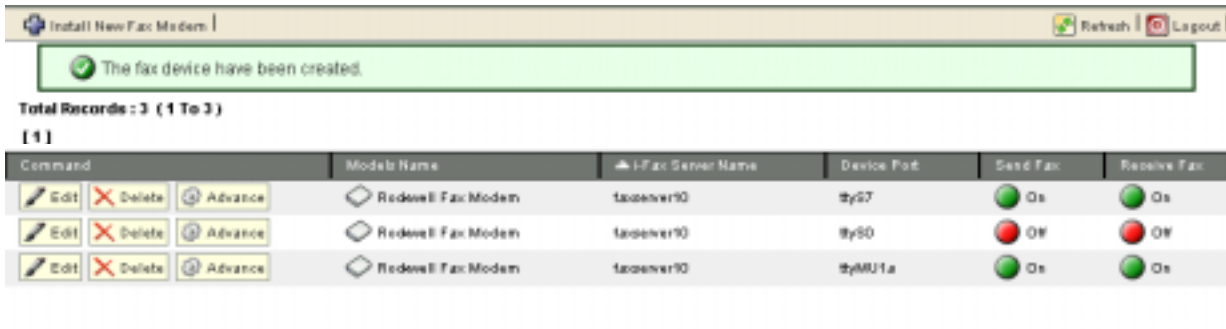 Install New Fax Modem Refresh Logout
The fax device have been created.
Total Records : 3 ( 1 To 3 )
[ 1 ]
Command Models Name i-Fax Server Name Device Port Send Fax Receive Fax
Edit Delete Advance Rockwell Fax Modem faxserver10 ttyS7 On On
Edit Delete Advance Rockwell Fax Modem faxserver10 ttyS0 Off Off
Edit Delete Advance Rockwell Fax Modem faxserver10 ttyMU1a On On